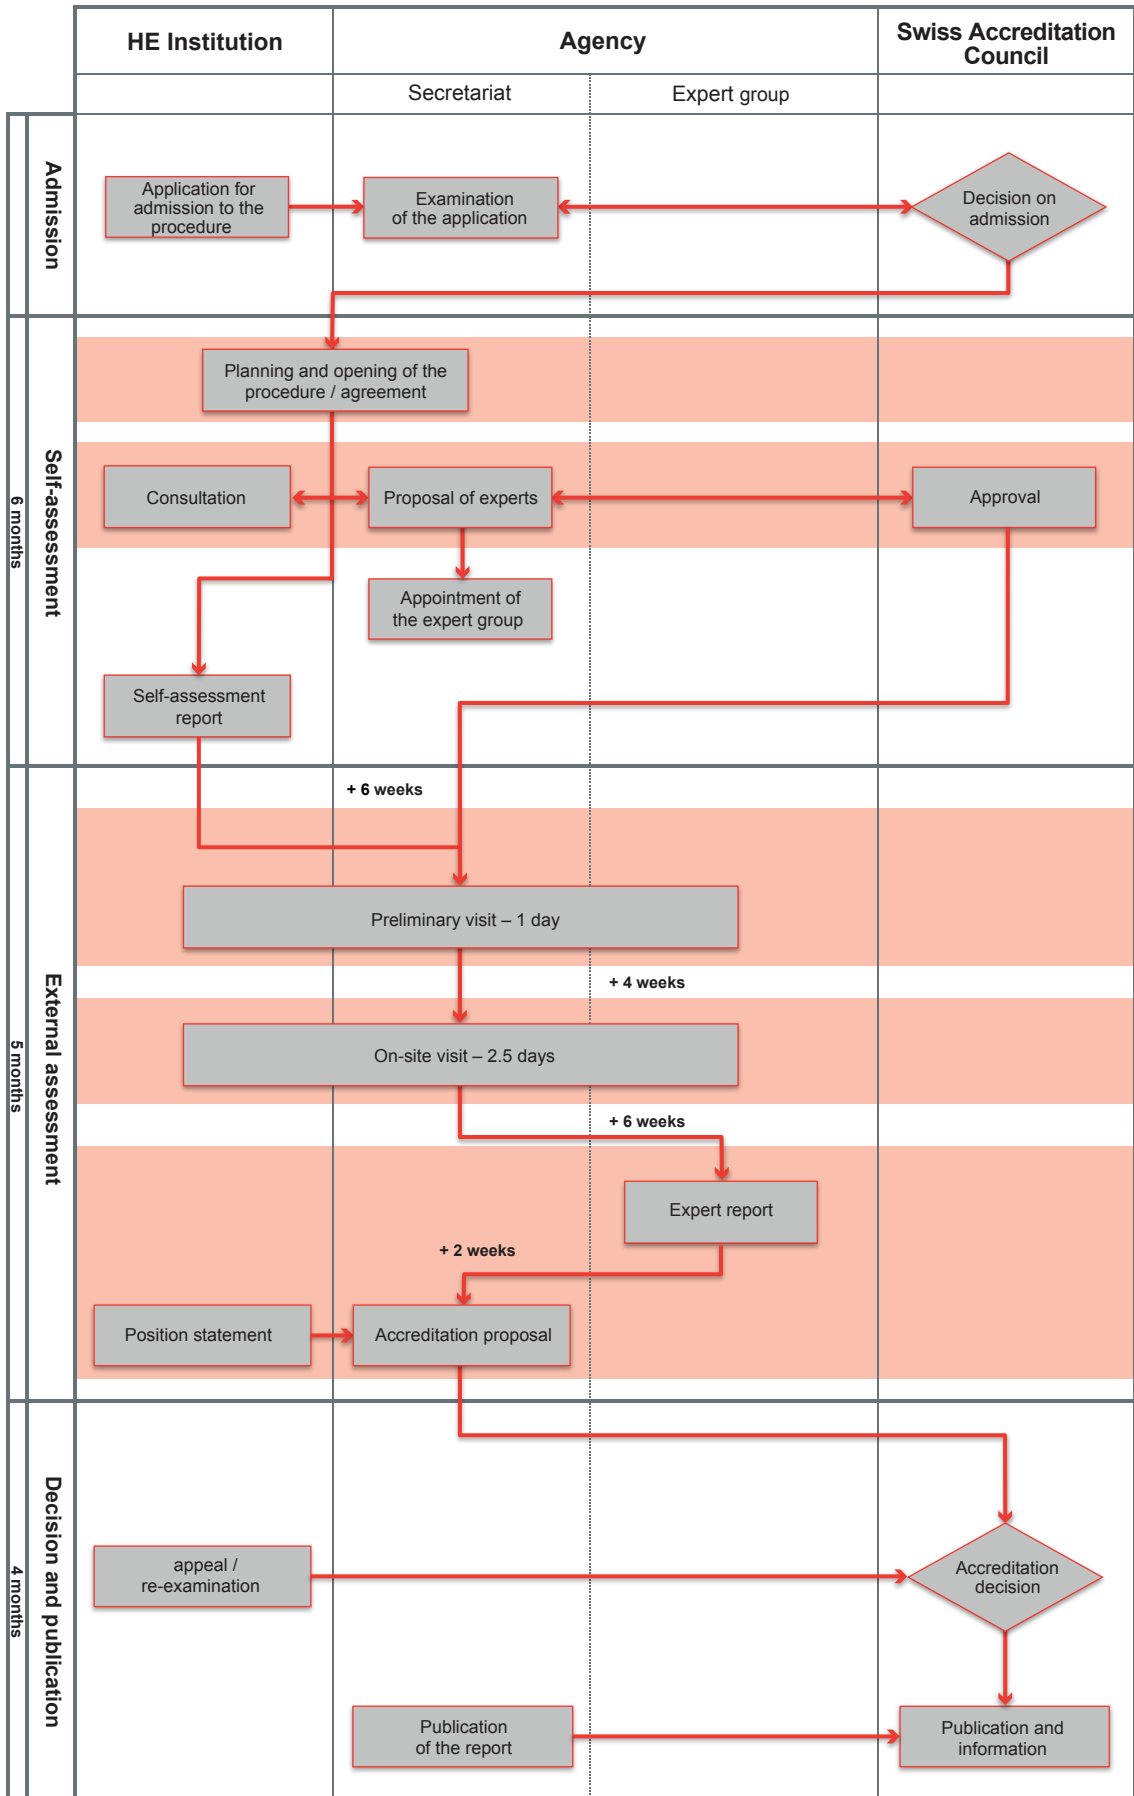 HE Institution
Agency
Swiss Accreditation
Council
Secretariat
Expert group
Admission
Application for
admission to the
procedure
Examination
of the application
Decision on
admission
Self-assessment
6 months
Planning and opening of the
procedure / agreement
Consultation
Proposal of experts
Approval
Appointment of
the expert group
Self-assessment
report
External assessment
5 months
+ 6 weeks
Preliminary visit – 1 day
+ 4 weeks
On-site visit – 2.5 days
+ 6 weeks
Expert report
+ 2 weeks
Position statement
Accreditation proposal
Decision and publication
4 months
appeal /
re-examination
Accreditation
decision
Publication
of the report
Publication and
information